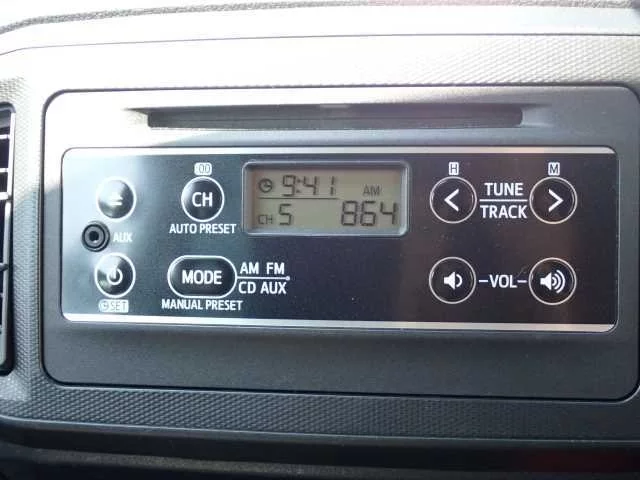 :00
H
M
CH
AUTO PRESET
9:41 AM
CH 5 864
< TUNE >
TRACK
AUX
MODE
AM FM
CD AUX
MANUAL PRESET
SET
-VOL-